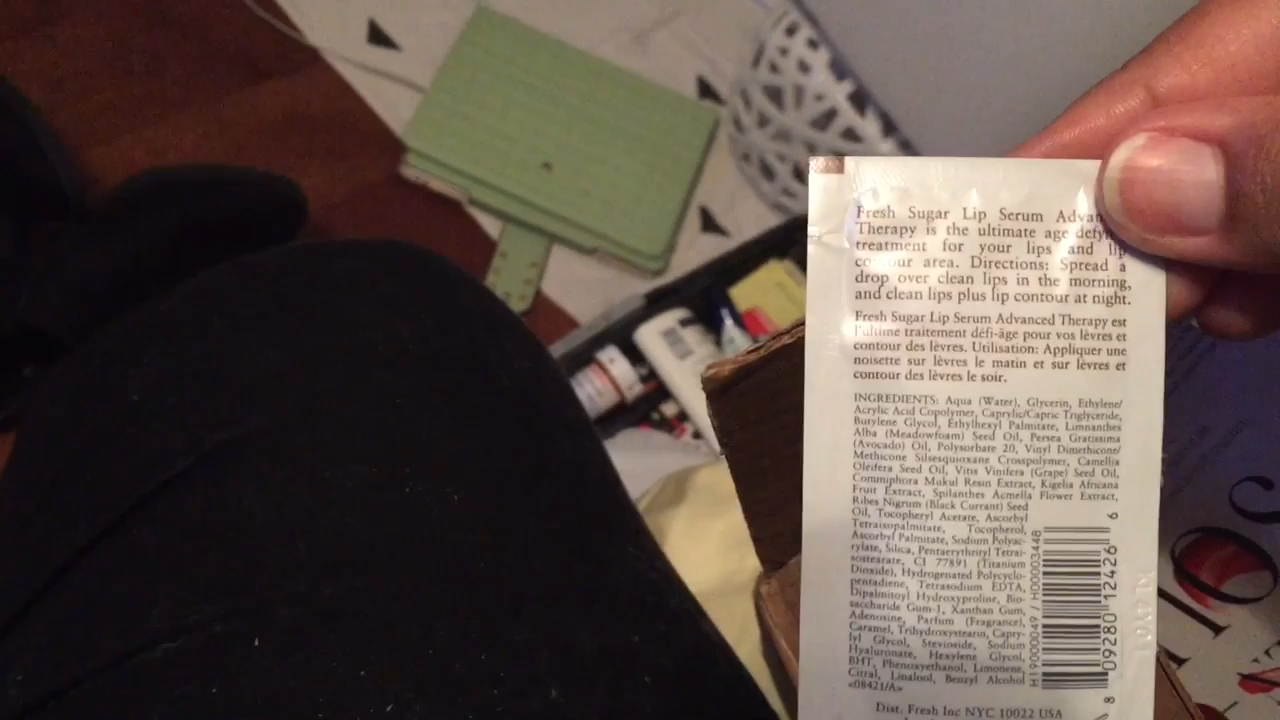 Fresh Sugar Lip Serum Advan
Therapy is the ultimate age defyin
treatment for your lips and lip
contour area. Directions: Spread a
drop over clean lips in the morning,
and clean lips plus lip contour at night.
Fresh Sugar Lip Serum Advanced Therapy est
l'ultime traitement défi-âge pour vos lèvres et
contour des lèvres. Utilisation: Appliquer une
noisette sur lèvres le matin et sur lèvres et
contour des lèvres le soir.
INGREDIENTS: Aqua (Water), Glycerin, Ethylene/
Acrylic Acid Copolymer, Caprylic/Capric Triglyceride,
Butylene Glycol, Ethylhexyl Palmitate, Limnanthes
Alba (Meadowfoam) Seed Oil, Persea Gratissima
(Avocado) Oil, Polysorbate 20, Vinyl Dimethicone/
Methicone Silsesquioxane Crosspolymer, Camellia
Oleifera Seed Oil, Vitis Vinifera (Grape) Seed Oil,
Commiphora Mukul Resin Extract, Kigelia Africana
Fruit Extract, Spilanthes Acmella Flower Extract,
Ribes Nigrum (Black Currant) Seed
Oil, Tocopheryl Acetate, Ascorbyl
Tetraisopalmitate, Tocopherol,
Ascorbyl Palmitate, Sodium Polyac-
rylate, Silica, Pentaerythrityl Tetrai-
sostearate, CI 77891 (Titanium
Dioxide), Hydrogenated Polycyclo-
pentadiene, Tetrasodium EDTA,
Dipalmitoyl Hydroxyproline, Bio-
saccharide Gum-1, Xanthan Gum,
Adenosine, Parfum (Fragrance),
Caramel, Trihydroxystearin, Capry-
lyl Glycol, Stevioside, Sodium
Hyaluronate, Hexylene Glycol,
BHT, Phenoxyethanol, Limonene,
Citral, Linalool, Benzyl Alcohol
<08421/A>
H19000049 / H00003448
8 09280 12426 6
Dist. Fresh Inc NYC 10022 USA